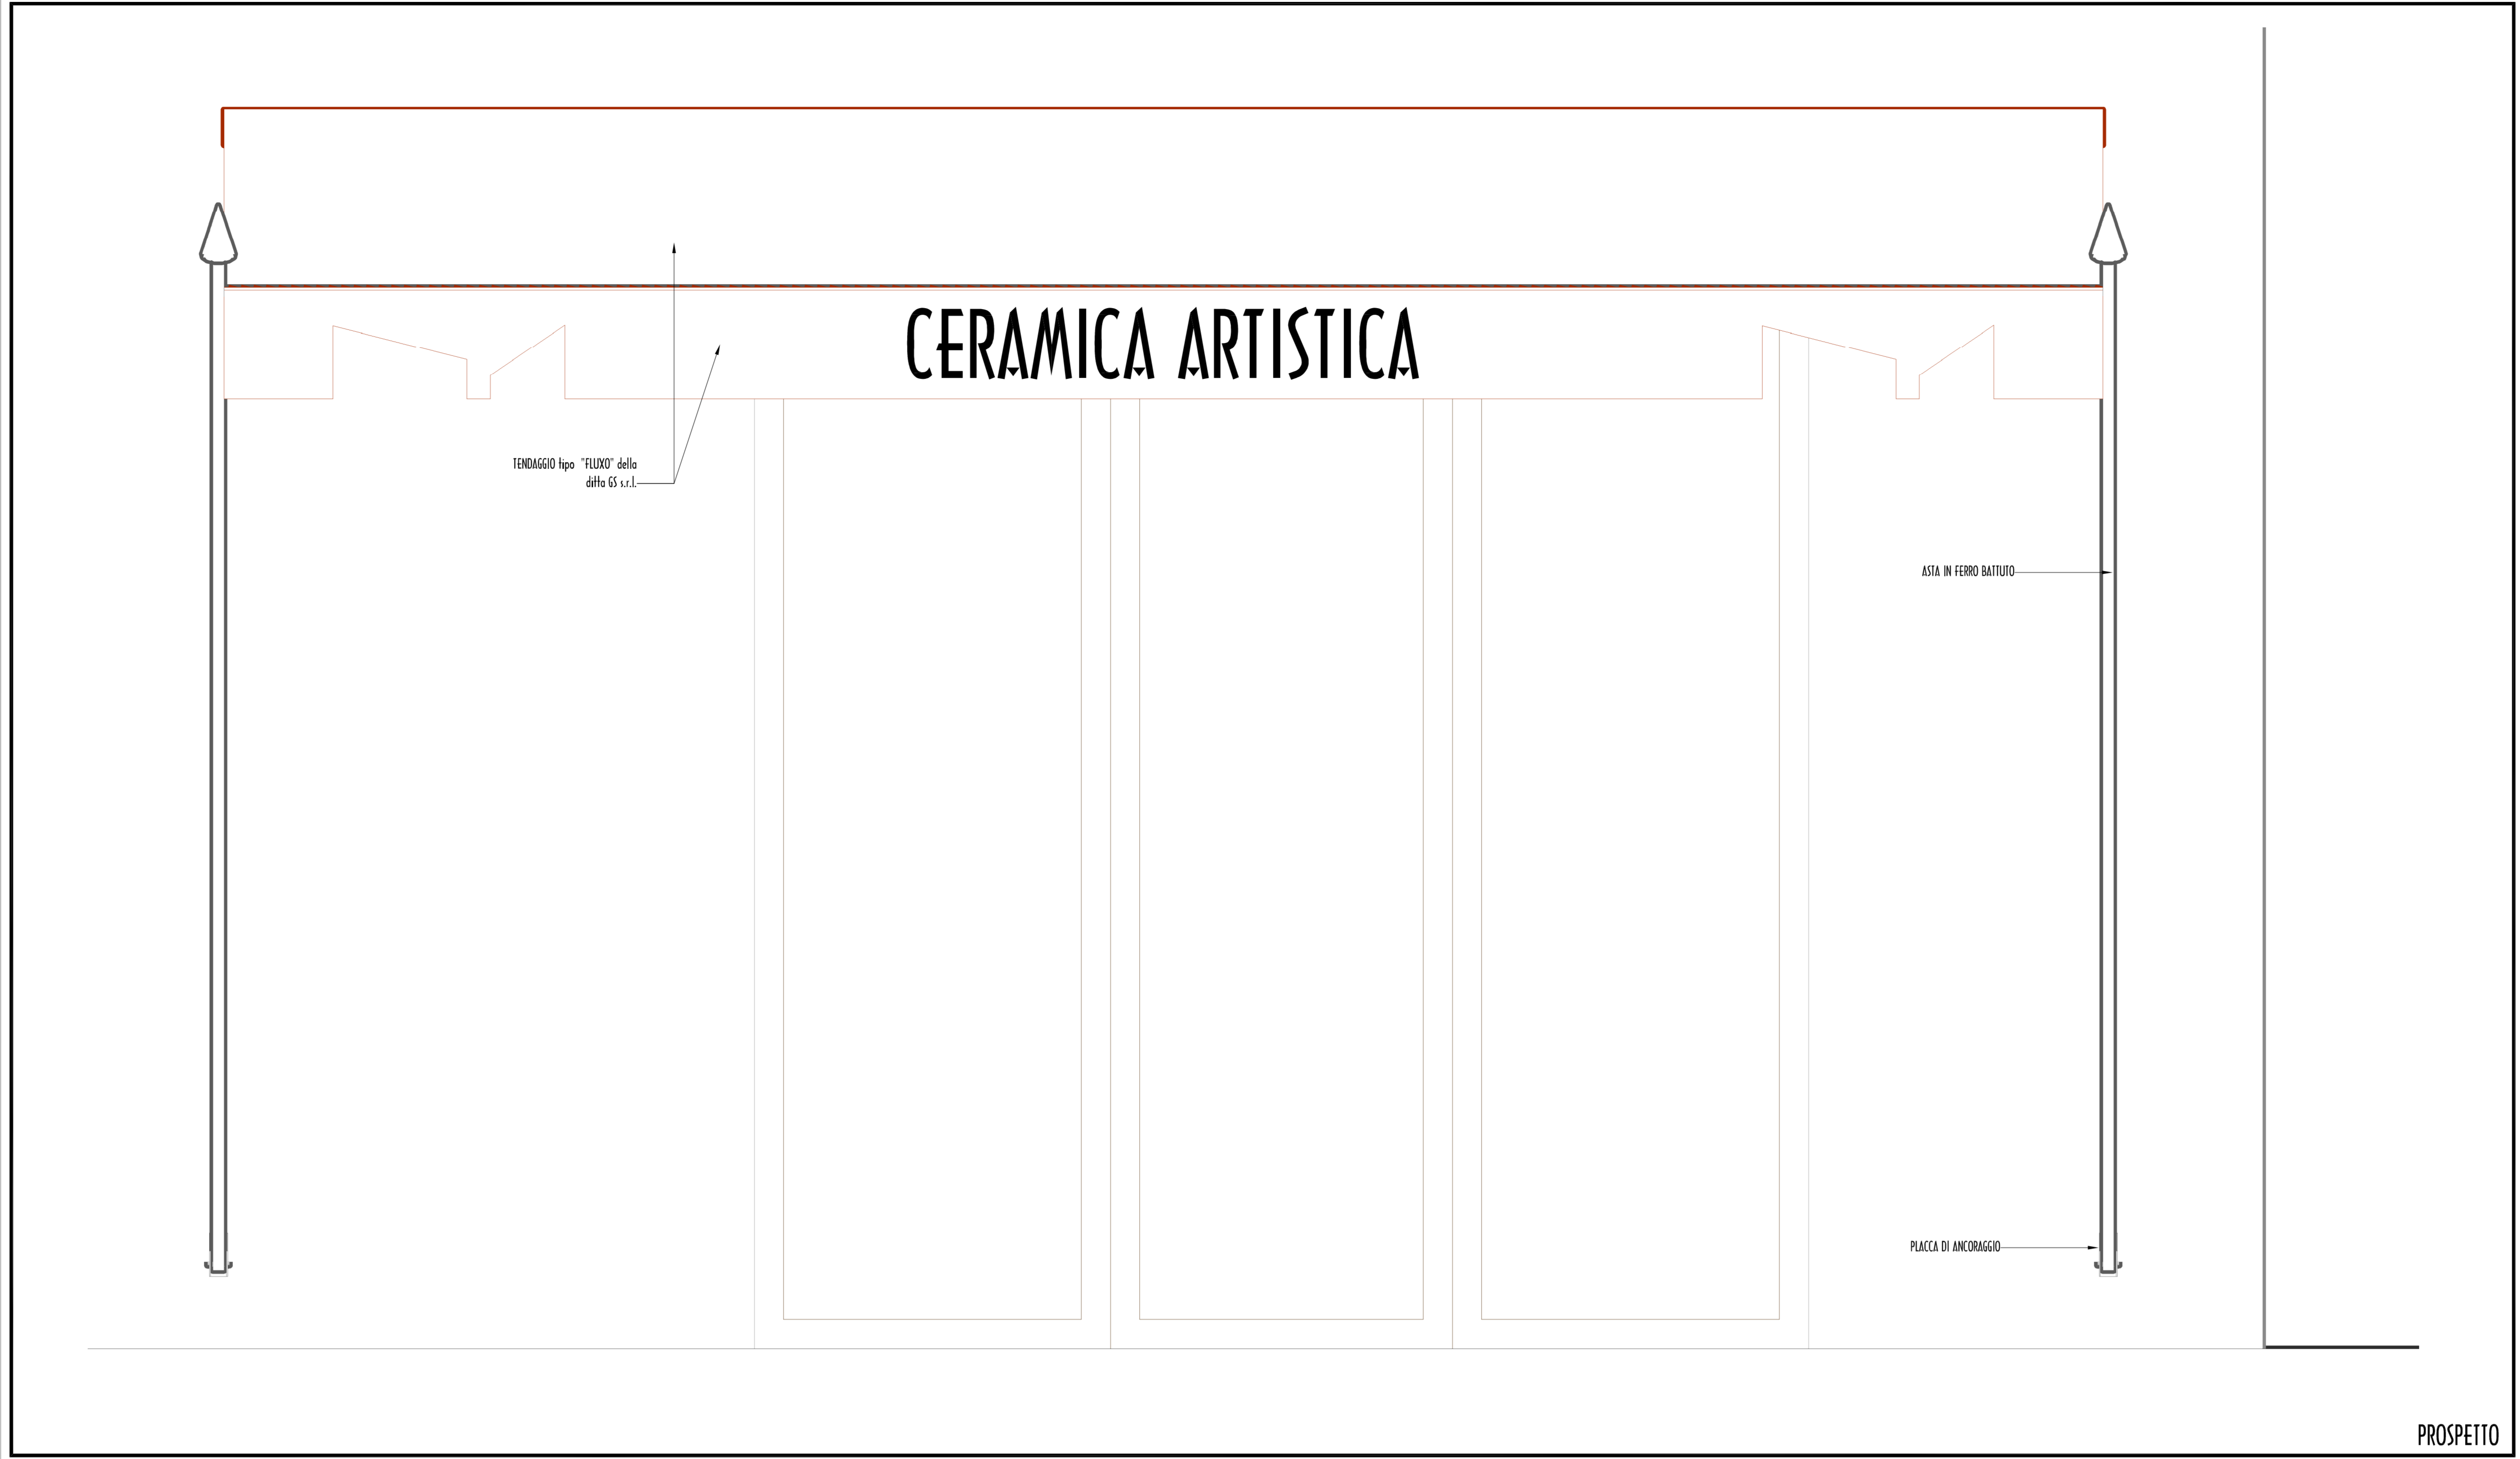 CERAMICA ARTISTICA
TENDAGGIO tipo "FLUXO" della
ditta GS s.r.l.
ASTA IN FERRO BATTUTO
PLACCA DI ANCORAGGIO
PROSPETTO